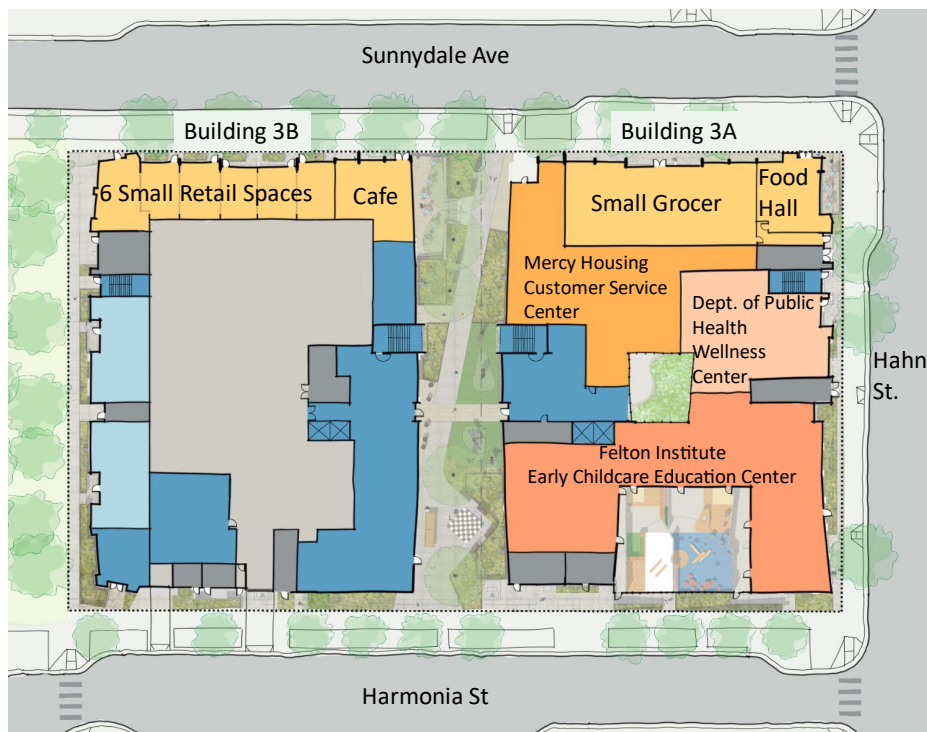 Sunnydale Ave
Building 3B
Building 3A
6 Small Retail Spaces
Cafe
Small Grocer
Food
Hall
Mercy Housing
Customer Service
Center
Dept. of Public
Health
Wellness
Center
Hahn
St.
Felton Institute
Early Childcare Education Center
Harmonia St